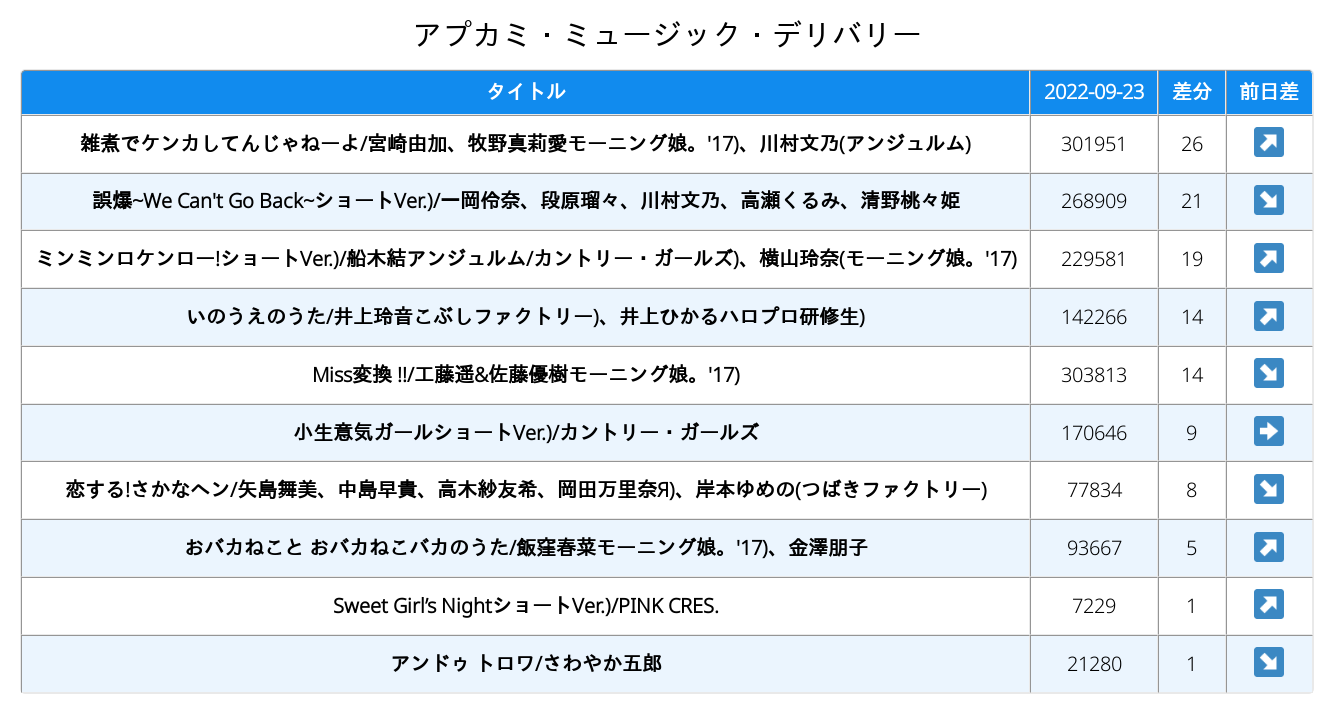 アプカミ・ミュージック・デリバリー
タイトル 2022-09-23 差分 前日差
雑煮でケンカしてんじゃねーよ/宮崎由加、牧野真莉愛モーニング娘。'17)、川村文乃(アンジュルム) 301951 26 ↗
誤爆~We Can't Go Back~ショートVer.)/一岡伶奈、段原瑠々、川村文乃、高瀬くるみ、清野桃々姫 268909 21 ↘
ミンミンロケンロー!ショートVer.)/船木結アンジュルム/カントリー・ガールズ)、横山玲奈(モーニング娘。'17) 229581 19 ↗
いのうえのうた/井上玲音こぶしファクトリー)、井上ひかるハロプロ研修生) 142266 14 ↗
Miss変換 !!/工藤遥&佐藤優樹モーニング娘。'17) 303813 14 ↘
小生意気ガールショートVer.)/カントリー・ガールズ 170646 9 ➡
恋する!さかなヘン/矢島舞美、中島早貴、高木紗友希、岡田万里奈Я)、岸本ゆめの(つばきファクトリー) 77834 8 ↘
おバカねこと おバカねこバカのうた/飯窪春菜モーニング娘。'17)、金澤朋子 93667 5 ↗
Sweet Girl’s NightショートVer.)/PINK CRES. 7229 1 ↗
アンドゥ トロワ/さわやか五郎 21280 1 ↘